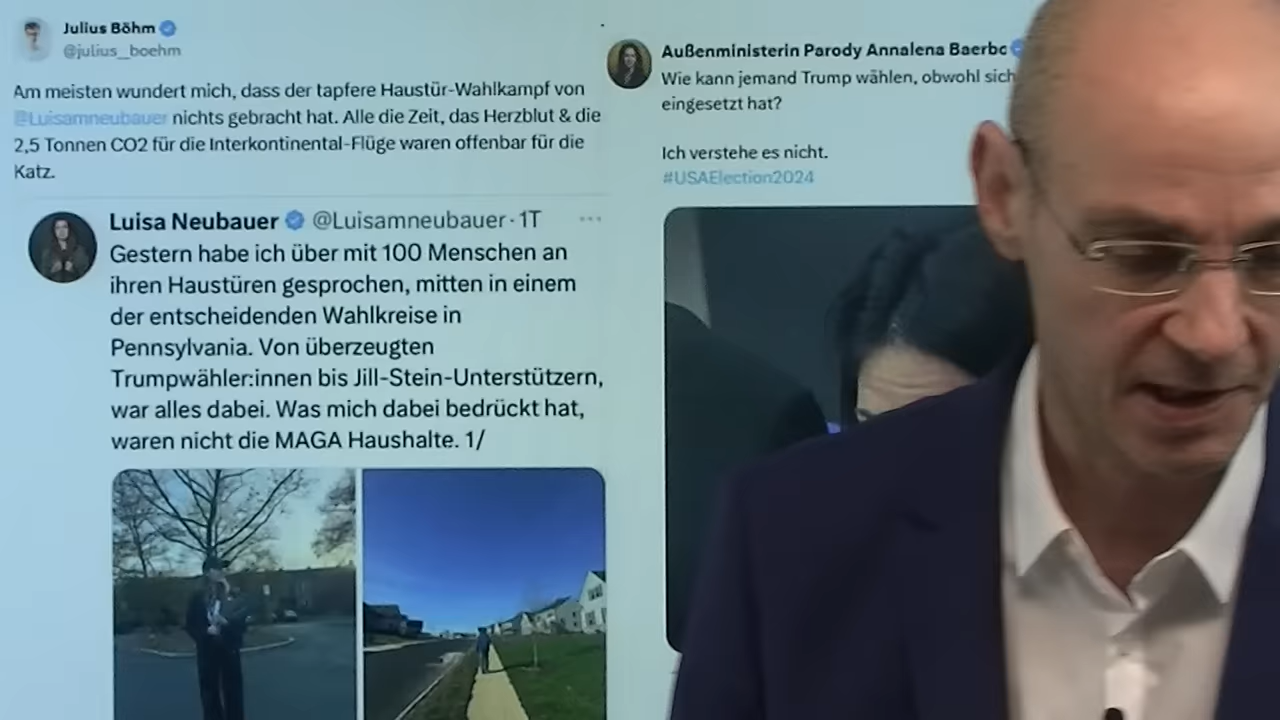 Julius Böhm
@julius_boehm
Am meisten wundert mich, dass der tapfere Haustür-Wahlkampf von
@Luisamneubauer nichts gebracht hat. Alle die Zeit, das Herzblut & die
2,5 Tonnen CO2 für die Interkontinental-Flüge waren offenbar für die
Katz.
Luisa Neubauer @Luisamneubauer · 1T
Gestern habe ich über mit 100 Menschen an
ihren Haustüren gesprochen, mitten in einem
der entscheidenden Wahlkreise in
Pennsylvania. Von überzeugten
Trumpwähler:innen bis Jill-Stein-Unterstützern,
war alles dabei. Was mich dabei bedrückt hat,
waren nicht die MAGA Haushalte. 1/
Außenministerin Parody Annalena Baerbc
Wie kann jemand Trump wählen, obwohl sich
eingesetzt hat?
Ich verstehe es nicht.
#USAElection2024